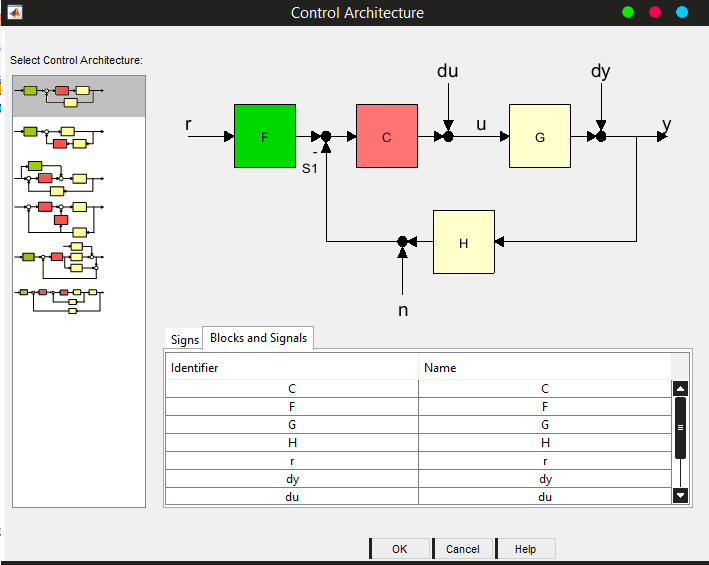 Control Architecture
Select Control Architecture:
du
dy
r
F
C
u
G
y
-
S1
H
n
Signs
Blocks and Signals
Identifier Name
C C
F F
G G
H H
r r
dy dy
du du
OK Cancel Help